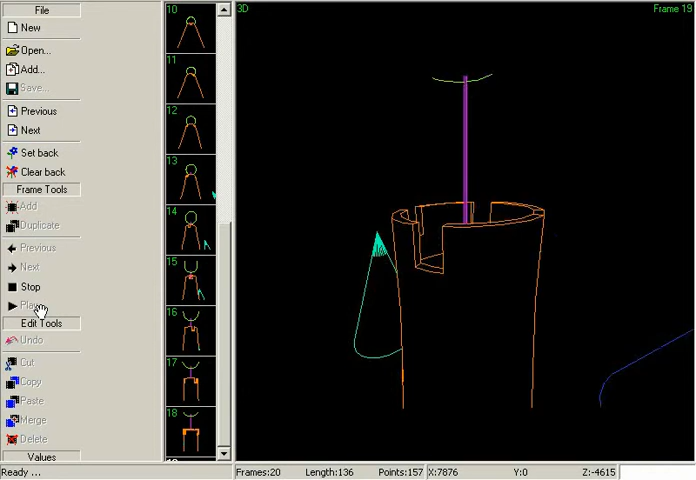 File
New
Open...
Add...
Save...
Previous
Next
Set back
Clear back
Frame Tools
Add
Duplicate
Previous
Next
Stop
Play
Edit Tools
Undo
Cut
Copy
Paste
Merge
Delete
Values
10
11
12
13
14
15
16
17
18
3D
Frame 19
Ready ...
Frames:20
Length:136
Points:157
X:7876
Y:0
Z:-4615